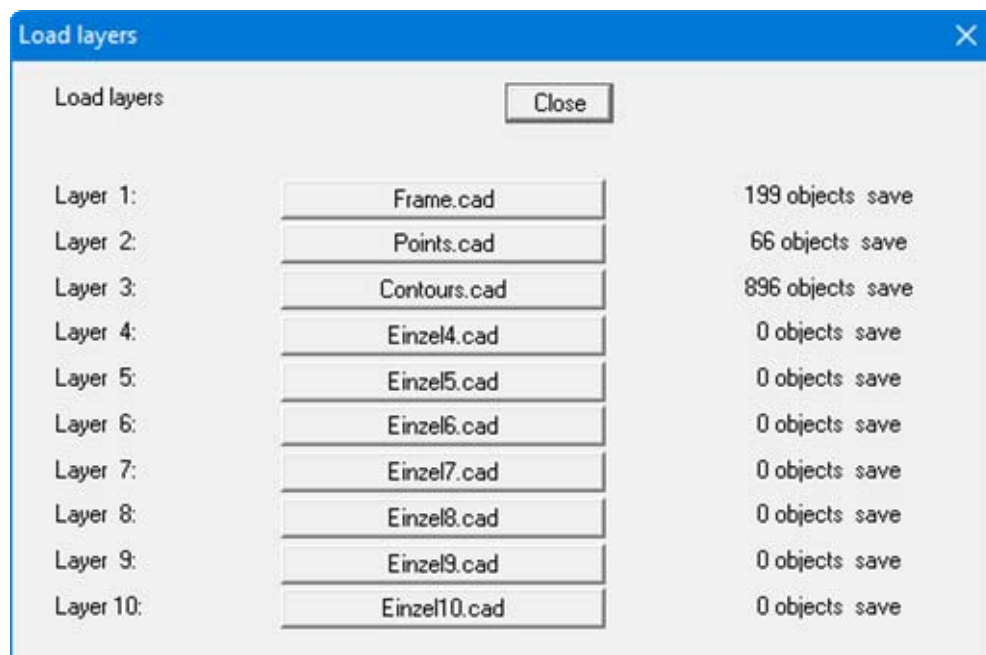 Load layers
Load layers Close
Layer 1: Frame.cad 199 objects save
Layer 2: Points.cad 66 objects save
Layer 3: Contours.cad 896 objects save
Layer 4: Einzel4.cad 0 objects save
Layer 5: Einzel5.cad 0 objects save
Layer 6: Einzel6.cad 0 objects save
Layer 7: Einzel7.cad 0 objects save
Layer 8: Einzel8.cad 0 objects save
Layer 9: Einzel9.cad 0 objects save
Layer 10: Einzel10.cad 0 objects save